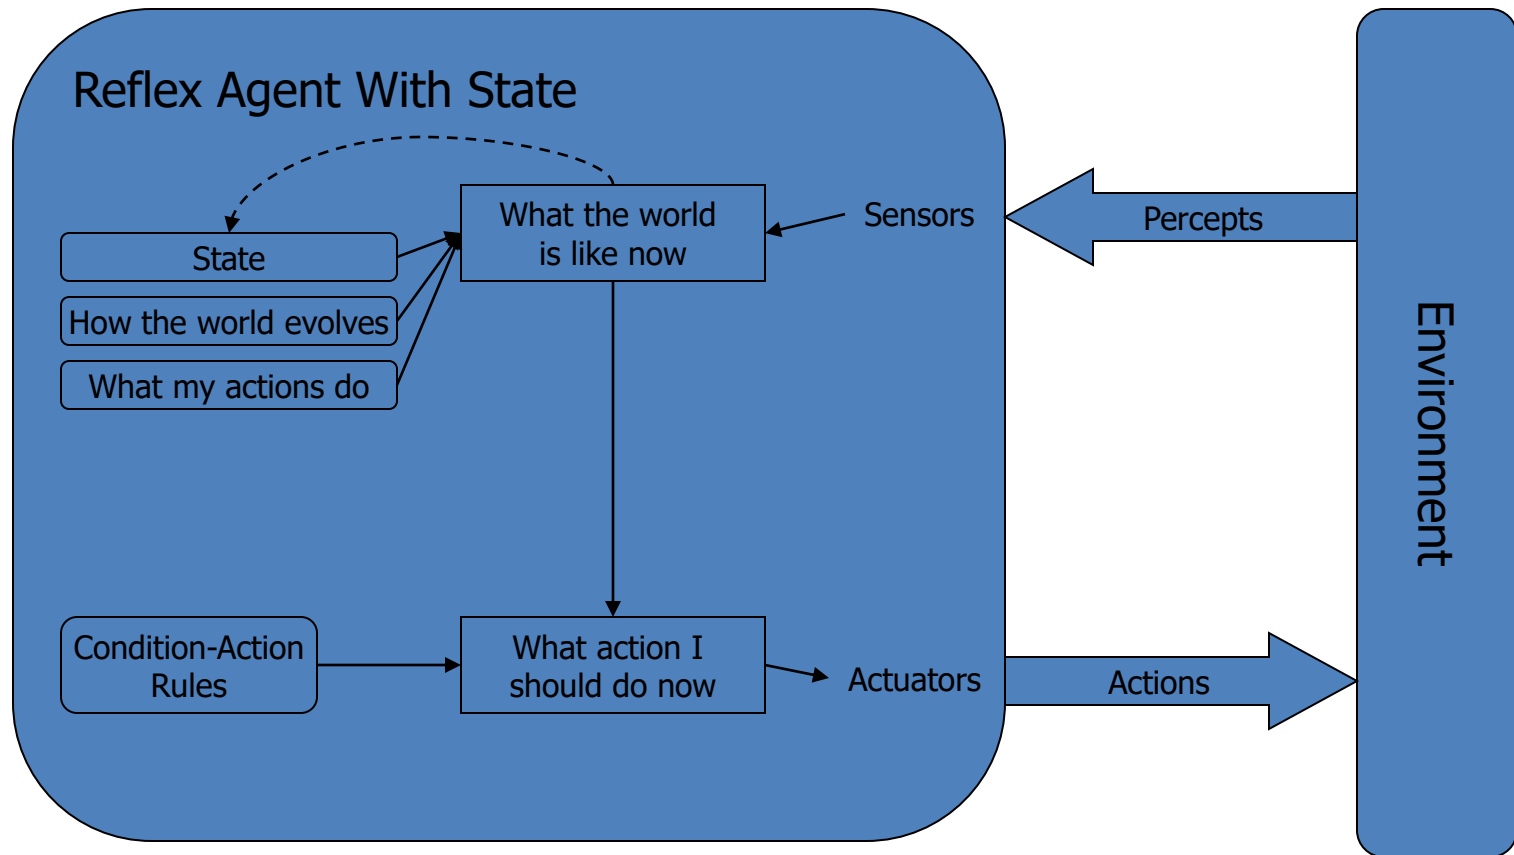 Reflex Agent With State
What the world
is like now
Sensors
Percepts
State
How the world evolves
What my actions do
Environment
Condition-Action
Rules
What action I
should do now
Actuators
Actions